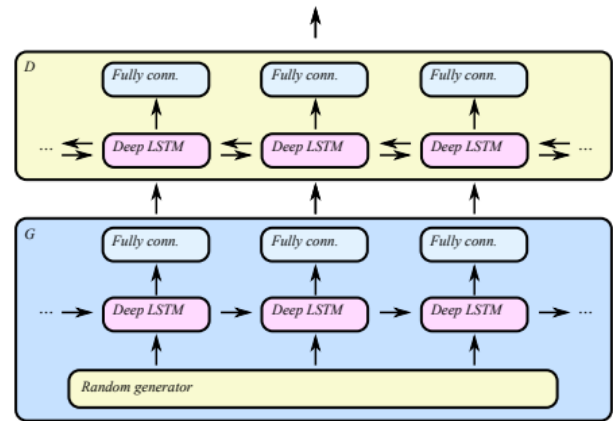 D
Fully conn. Fully conn. Fully conn.
... Deep LSTM Deep LSTM Deep LSTM ...
G
Fully conn. Fully conn. Fully conn.
... Deep LSTM Deep LSTM Deep LSTM ...
Random generator